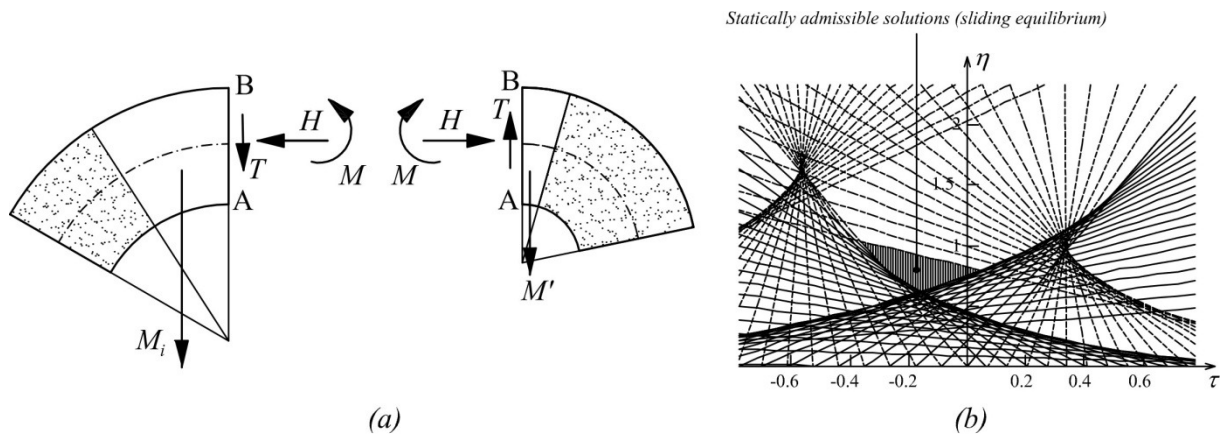 Statically admissible solutions (sliding equilibrium)
B
H
T
M
A
M_i
B
H
T
M
A
M'
η
2
1.5
1
-0.6
-0.4
-0.2
0.2
0.4
0.6
τ
(a)
(b)